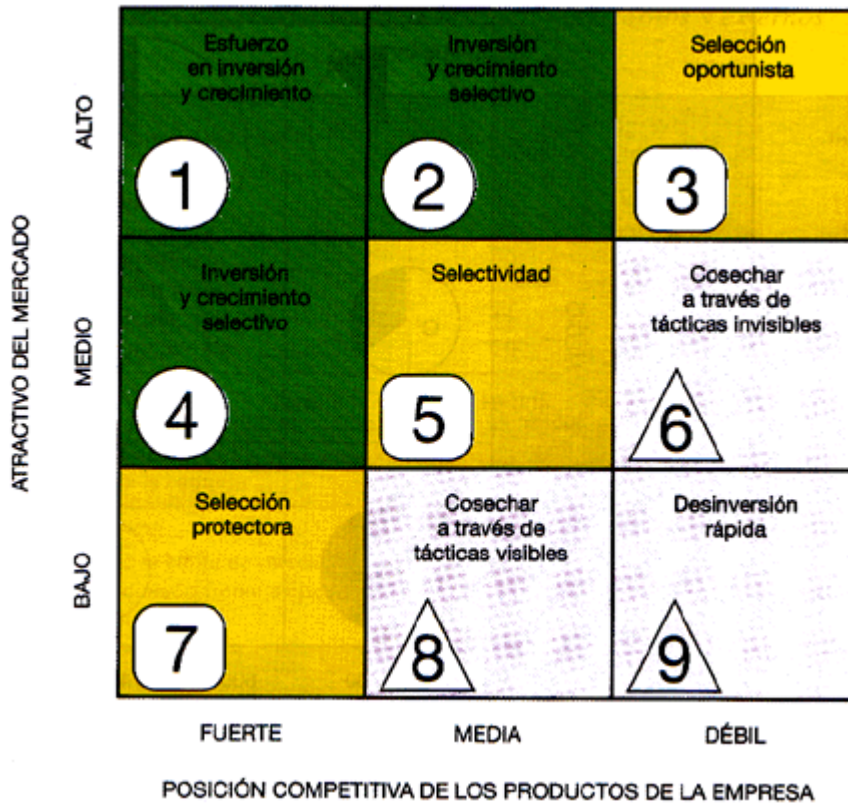 Esfuerzo
en inversión
y crecimiento
1
Inversión
y crecimiento
selectivo
2
Selección
oportunista
3
Inversión
y crecimiento
selectivo
4
Selectividad
5
Cosechar
a través de
tácticas invisibles
6
Selección
protectora
7
Cosechar
a través de
tácticas visibles
8
Desinversión
rápida
9
ATRACTIVO DEL MERCADO
ALTO
MEDIO
BAJO
FUERTE
MEDIA
DÉBIL
POSICIÓN COMPETITIVA DE LOS PRODUCTOS DE LA EMPRESA